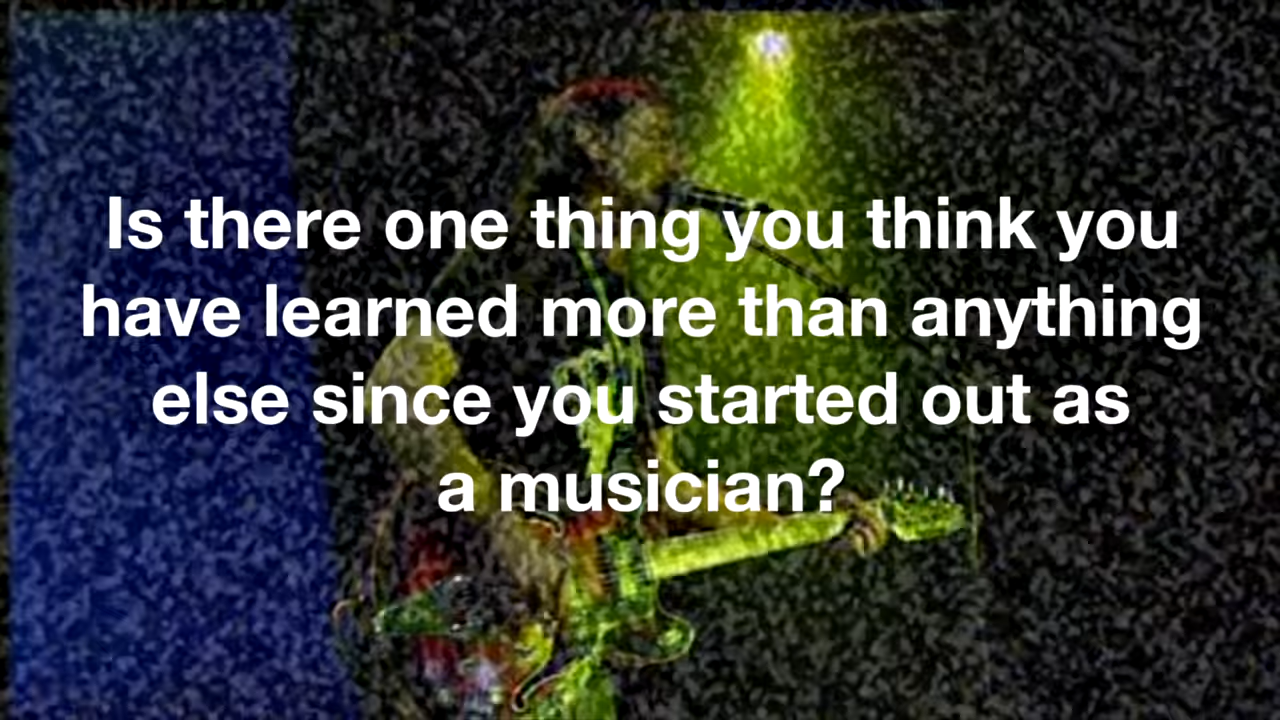 Is there one thing you think you
have learned more than anything
else since you started out as
a musician?